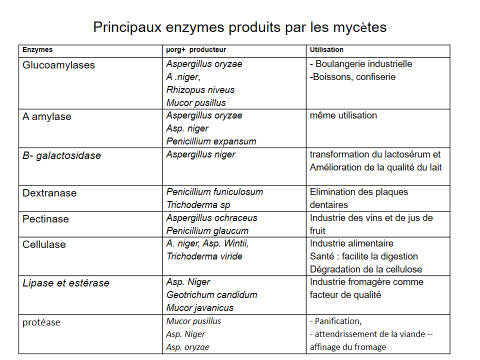 Principaux enzymes produits par les mycètes
Enzymes	µorg+ producteur	Utilisation
Glucoamylases	Aspergillus oryzae	- Boulangerie industrielle
A .niger,	-Boissons, confiserie
Rhizopus niveus
Mucor pusillus
A amylase	Aspergillus oryzae	même utilisation
Asp. niger
Penicillium expansum
B- galactosidase	Aspergillus niger	transformation du lactosérum et
Amélioration de la qualité du lait
Dextranase	Penicillium funiculosum	Elimination des plaques
Trichoderma sp	dentaires
Pectinase	Aspergillus ochraceus	Industrie des vins et de jus de
Penicillium glaucum	fruit
Cellulase	A. niger, Asp. Wintii,	Industrie alimentaire
Trichoderma viride	Santé : facilite la digestion
Dégradation de la cellulose
Lipase et estérase	Asp. Niger	Industrie fromagère comme
Geotrichum candidum	facteur de qualité
Mucor javanicus
protéase	Mucor pusillus	- Panification,
Asp. Niger	- attendrissement de la viande --
Asp. oryzae	affinage du fromage